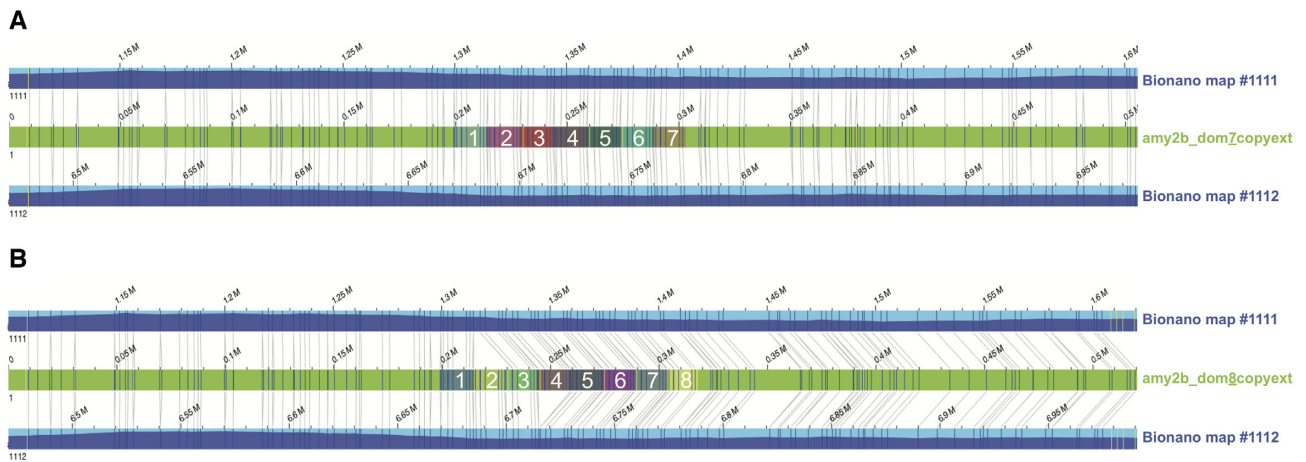 A
1.15 M 1.2 M 1.25 M 1.3 M 1.35 M 1.4 M 1.45 M 1.5 M 1.55 M 1.6 M
Bionano map #1111
1111
0 0.05 M 0.1 M 0.15 M 0.2 M 0.25 M 0.3 M 0.35 M 0.4 M 0.45 M 0.5 M
1 2 3 4 5 6 7
amy2b_dom7copyext
1
6.5 M 6.55 M 6.6 M 6.65 M 6.7 M 6.75 M 6.8 M 6.85 M 6.9 M 6.95 M
Bionano map #1112
1112
B
1.15 M 1.2 M 1.25 M 1.3 M 1.35 M 1.4 M 1.45 M 1.5 M 1.55 M 1.6 M
Bionano map #1111
1111
0 0.05 M 0.1 M 0.15 M 0.2 M 0.25 M 0.3 M 0.35 M 0.4 M 0.45 M 0.5 M
1 2 3 4 5 6 7 8
amy2b_dom8copyext
1
6.5 M 6.55 M 6.6 M 6.65 M 6.7 M 6.75 M 6.8 M 6.85 M 6.9 M 6.95 M
Bionano map #1112
1112